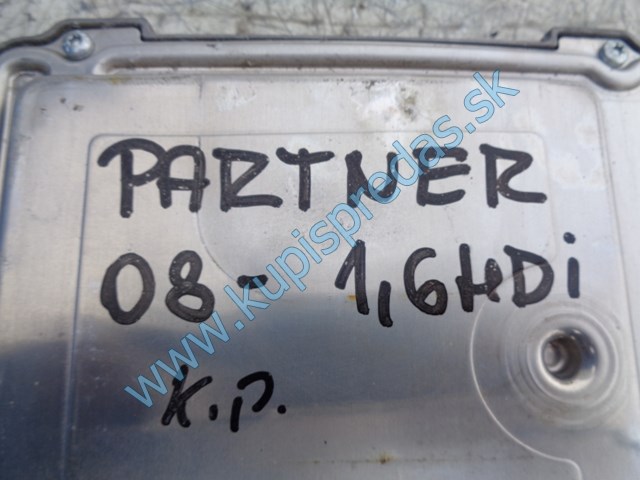 PARTNER
08- 1,6HDi
K.P.
www.kupispredas.sk